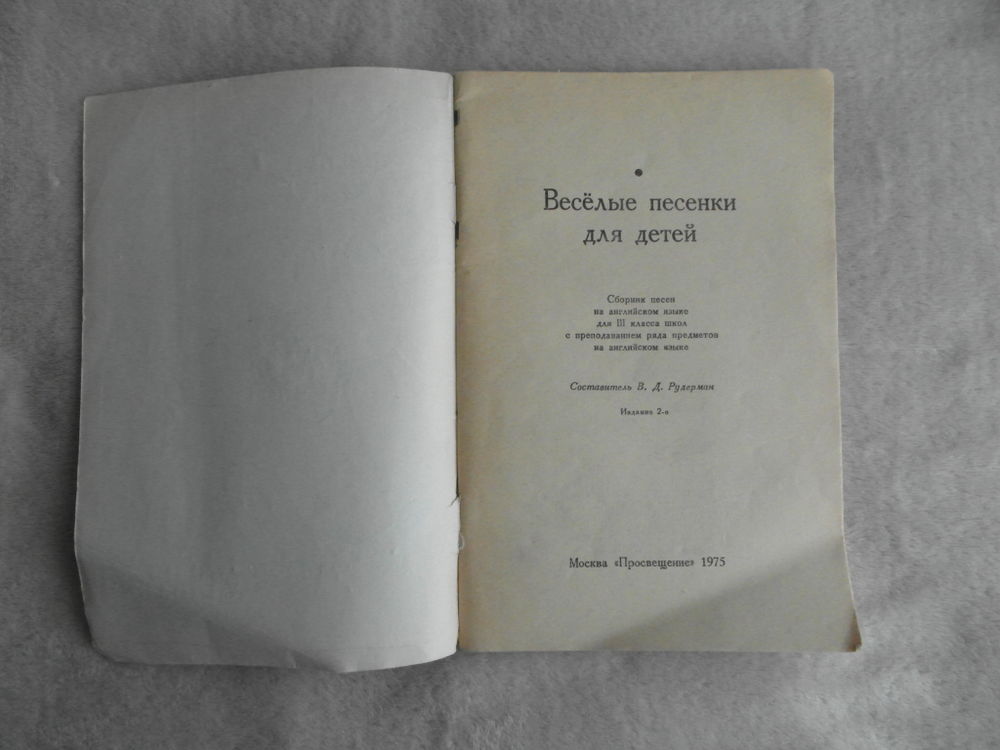 Весёлые песенки
для детей
Сборник песен
на английском языке
для III класса школ
с преподаванием ряда предметов
на английском языке
Составитель В. Д. Рудерман
Издание 2-е
Москва «Просвещение» 1975